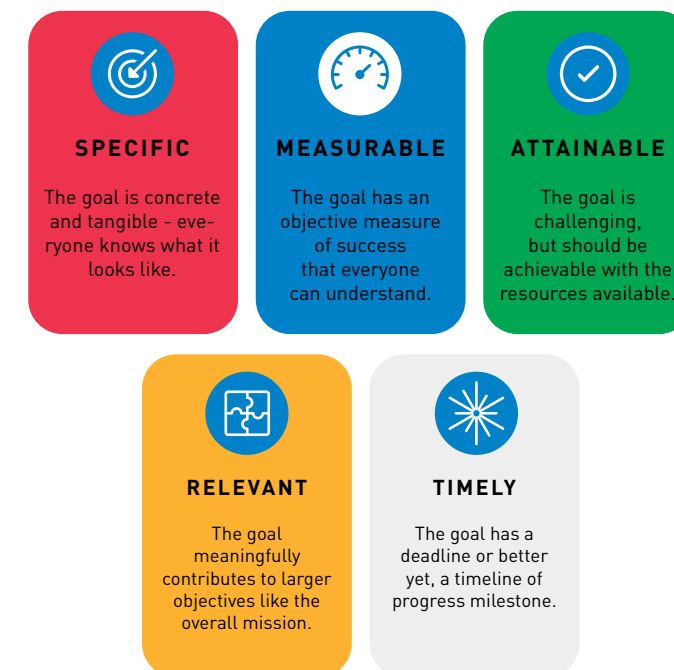 SPECIFIC
The goal is concrete
and tangible - eve-
ryone knows what it
looks like.
MEASURABLE
The goal has an
objective measure
of success
that everyone
can understand.
ATTAINABLE
The goal is
challenging,
but should be
achievable with the
resources available.
RELEVANT
The goal
meaningfully
contributes to larger
objectives like the
overall mission.
TIMELY
The goal has a
deadline or better
yet, a timeline of
progress milestone.